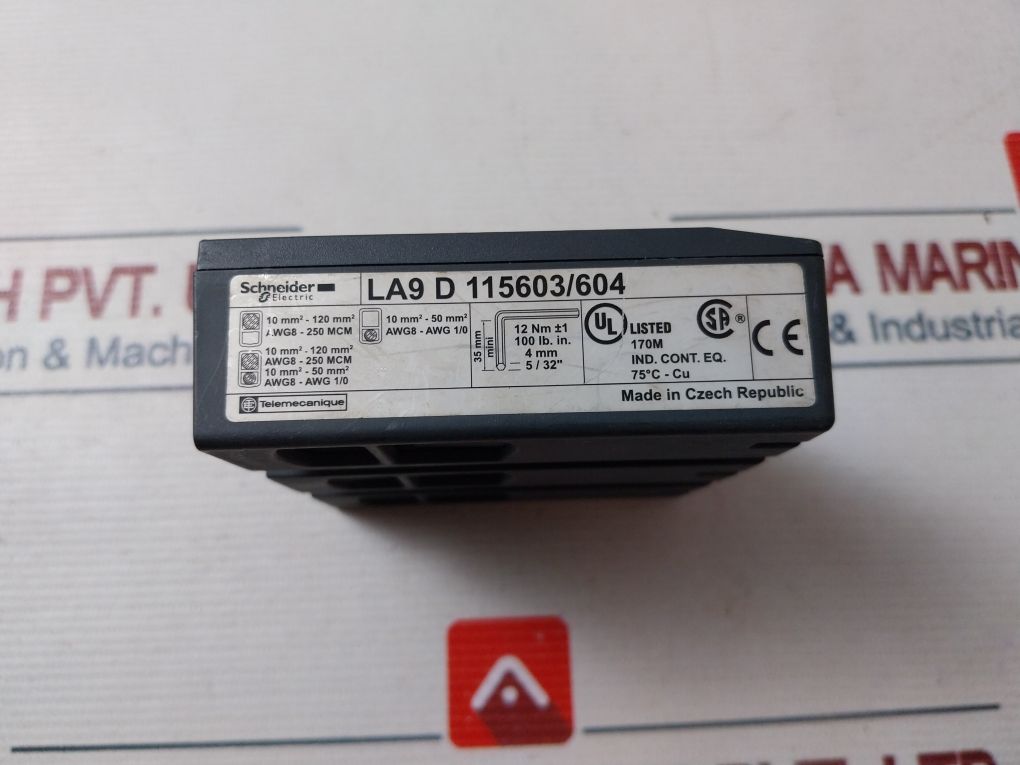 Schneider
Electric
LA9 D 115603/604
10 mm² - 120 mm²
AWG8 - 250 MCM
10 mm² - 50 mm²
AWG8 - AWG 1/0
10 mm² - 120 mm²
AWG8 - 250 MCM
10 mm² - 50 mm²
AWG8 - AWG 1/0
35 mm
mini
12 Nm ±1
100 lb. in.
4 mm
5 / 32"
UL
LISTED
170M
IND. CONT. EQ.
75°C - Cu
SA ®
CE
Telemecanique
Made in Czech Republic
H PVT.
A MARIN
on & Mach
& Industria